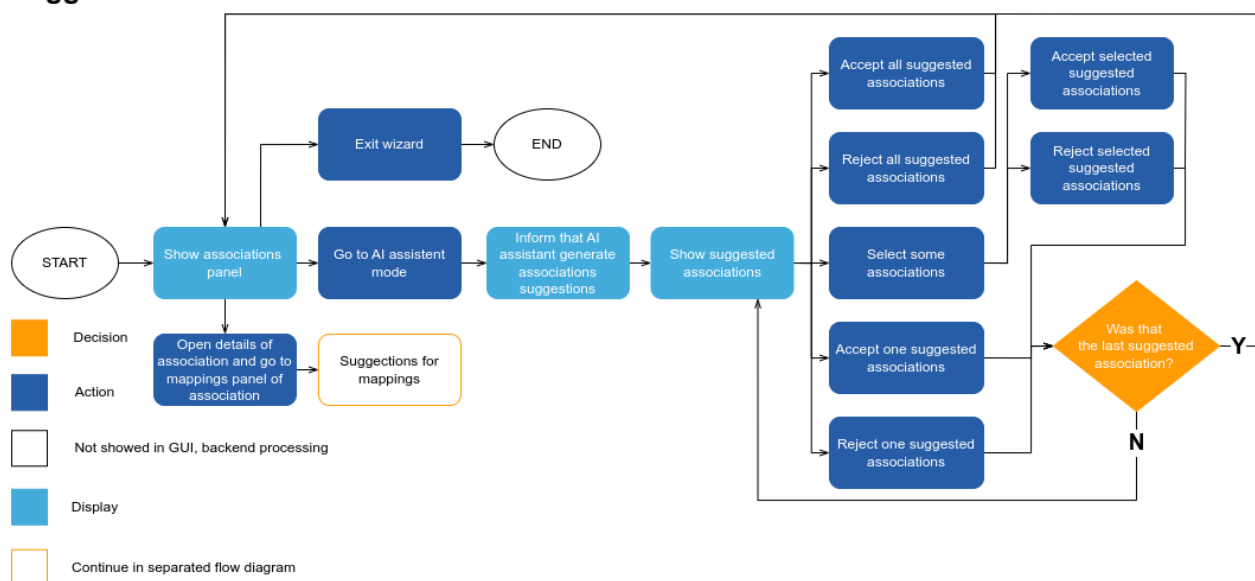 Accept all suggested
associations
Accept selected
suggested
associations
Exit wizard
END
Reject all suggested
associations
Reject selected
suggested
associations
START
Show associations
panel
Go to AI assistent
mode
Inform that AI
assistant generate
associations
suggestions
Show suggested
associations
Select some
associations
Decision
Open details of
association and go to
mappings panel of
association
Suggections for
mappings
Accept one suggested
associations
Was that
the last suggested
association?
Y
Action
Not showed in GUI, backend processing
Reject one suggested
associations
N
Display
Continue in separated flow diagram